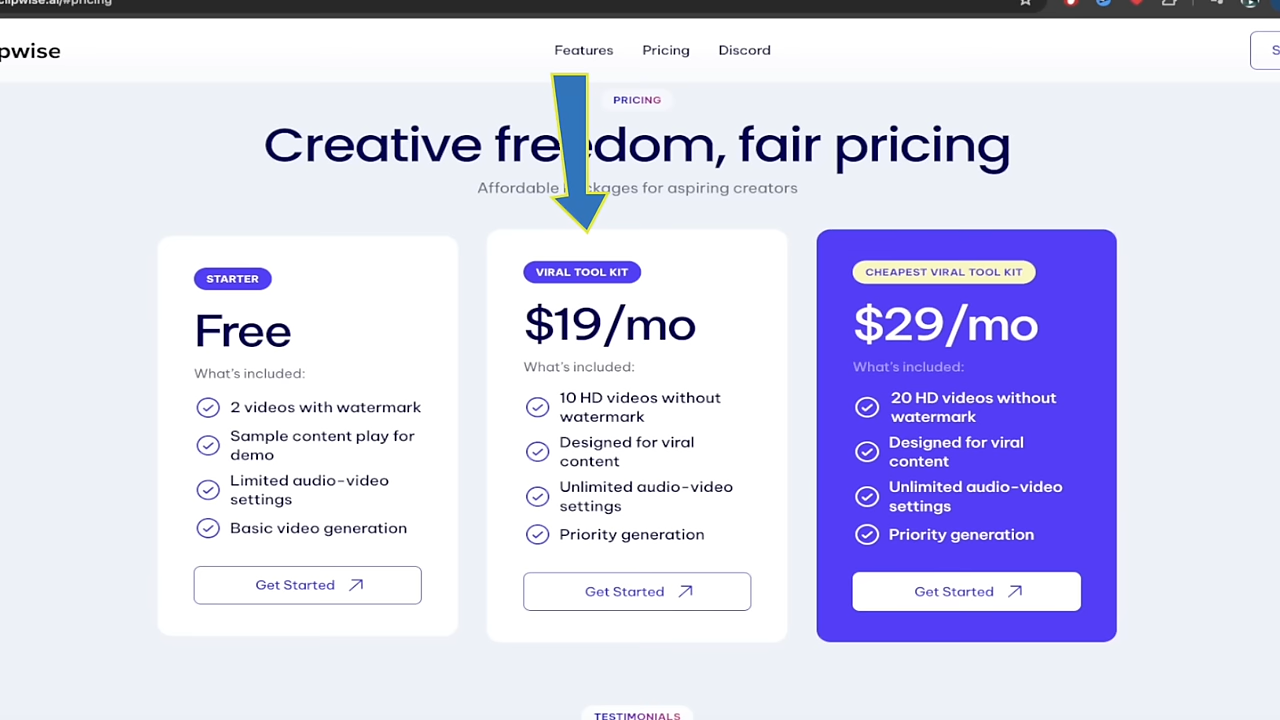 clipwise.ai/#pricing
pwise
Features
Pricing
Discord
S
PRICING
Creative freedom, fair pricing
Affordable packages for aspiring creators
STARTER
Free
What's included:
2 videos with watermark
Sample content play for
demo
Limited audio-video
settings
Basic video generation
Get Started
VIRAL TOOL KIT
$19/mo
What's included:
10 HD videos without
watermark
Designed for viral
content
Unlimited audio-video
settings
Priority generation
Get Started
CHEAPEST VIRAL TOOL KIT
$29/mo
What's included:
20 HD videos without
watermark
Designed for viral
content
Unlimited audio-video
settings
Priority generation
Get Started
TESTIMONIALS